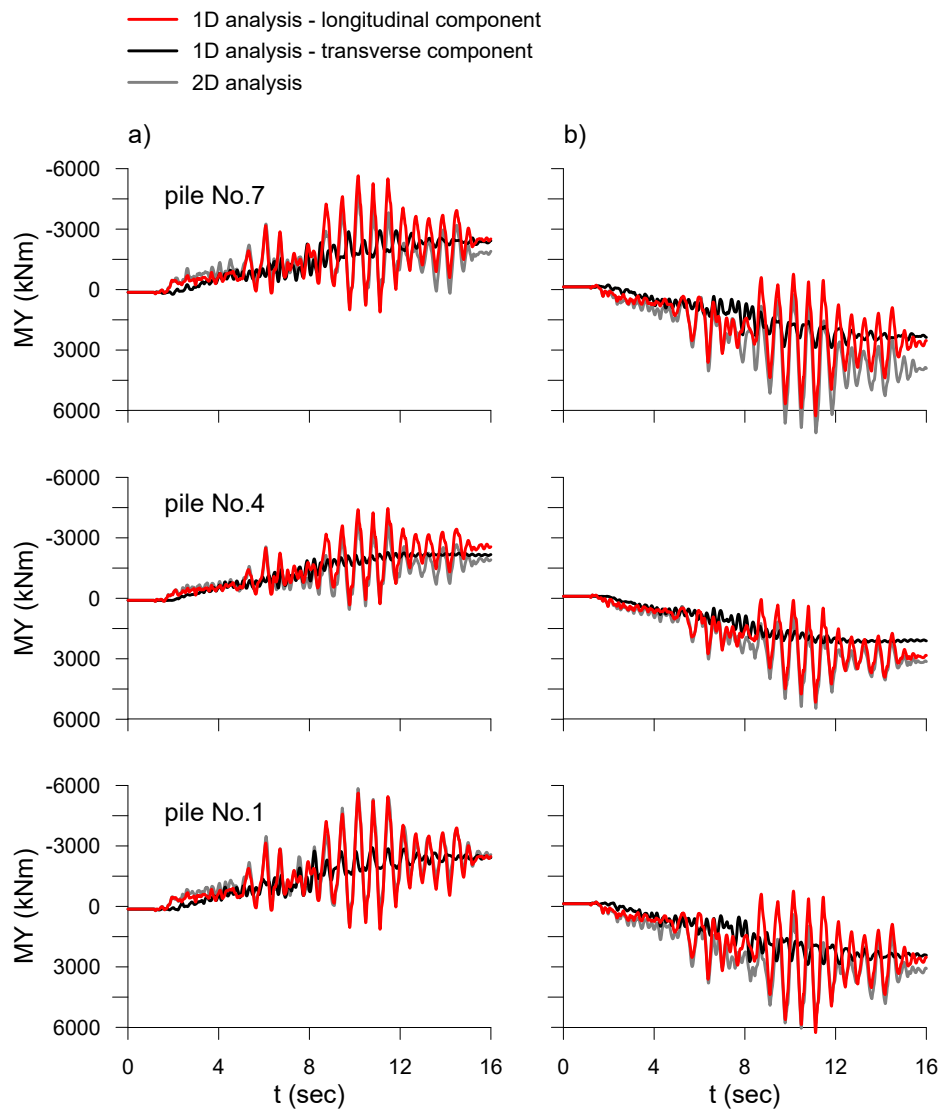 1D analysis - longitudinal component
1D analysis - transverse component
2D analysis
a)
b)
-6000
-3000
0
3000
6000
MY (kNm)
pile No.7
-6000
-3000
0
3000
6000
MY (kNm)
pile No.4
-6000
-3000
0
3000
6000
MY (kNm)
pile No.1
0 4 8 12 16
t (sec)
0 4 8 12 16
t (sec)